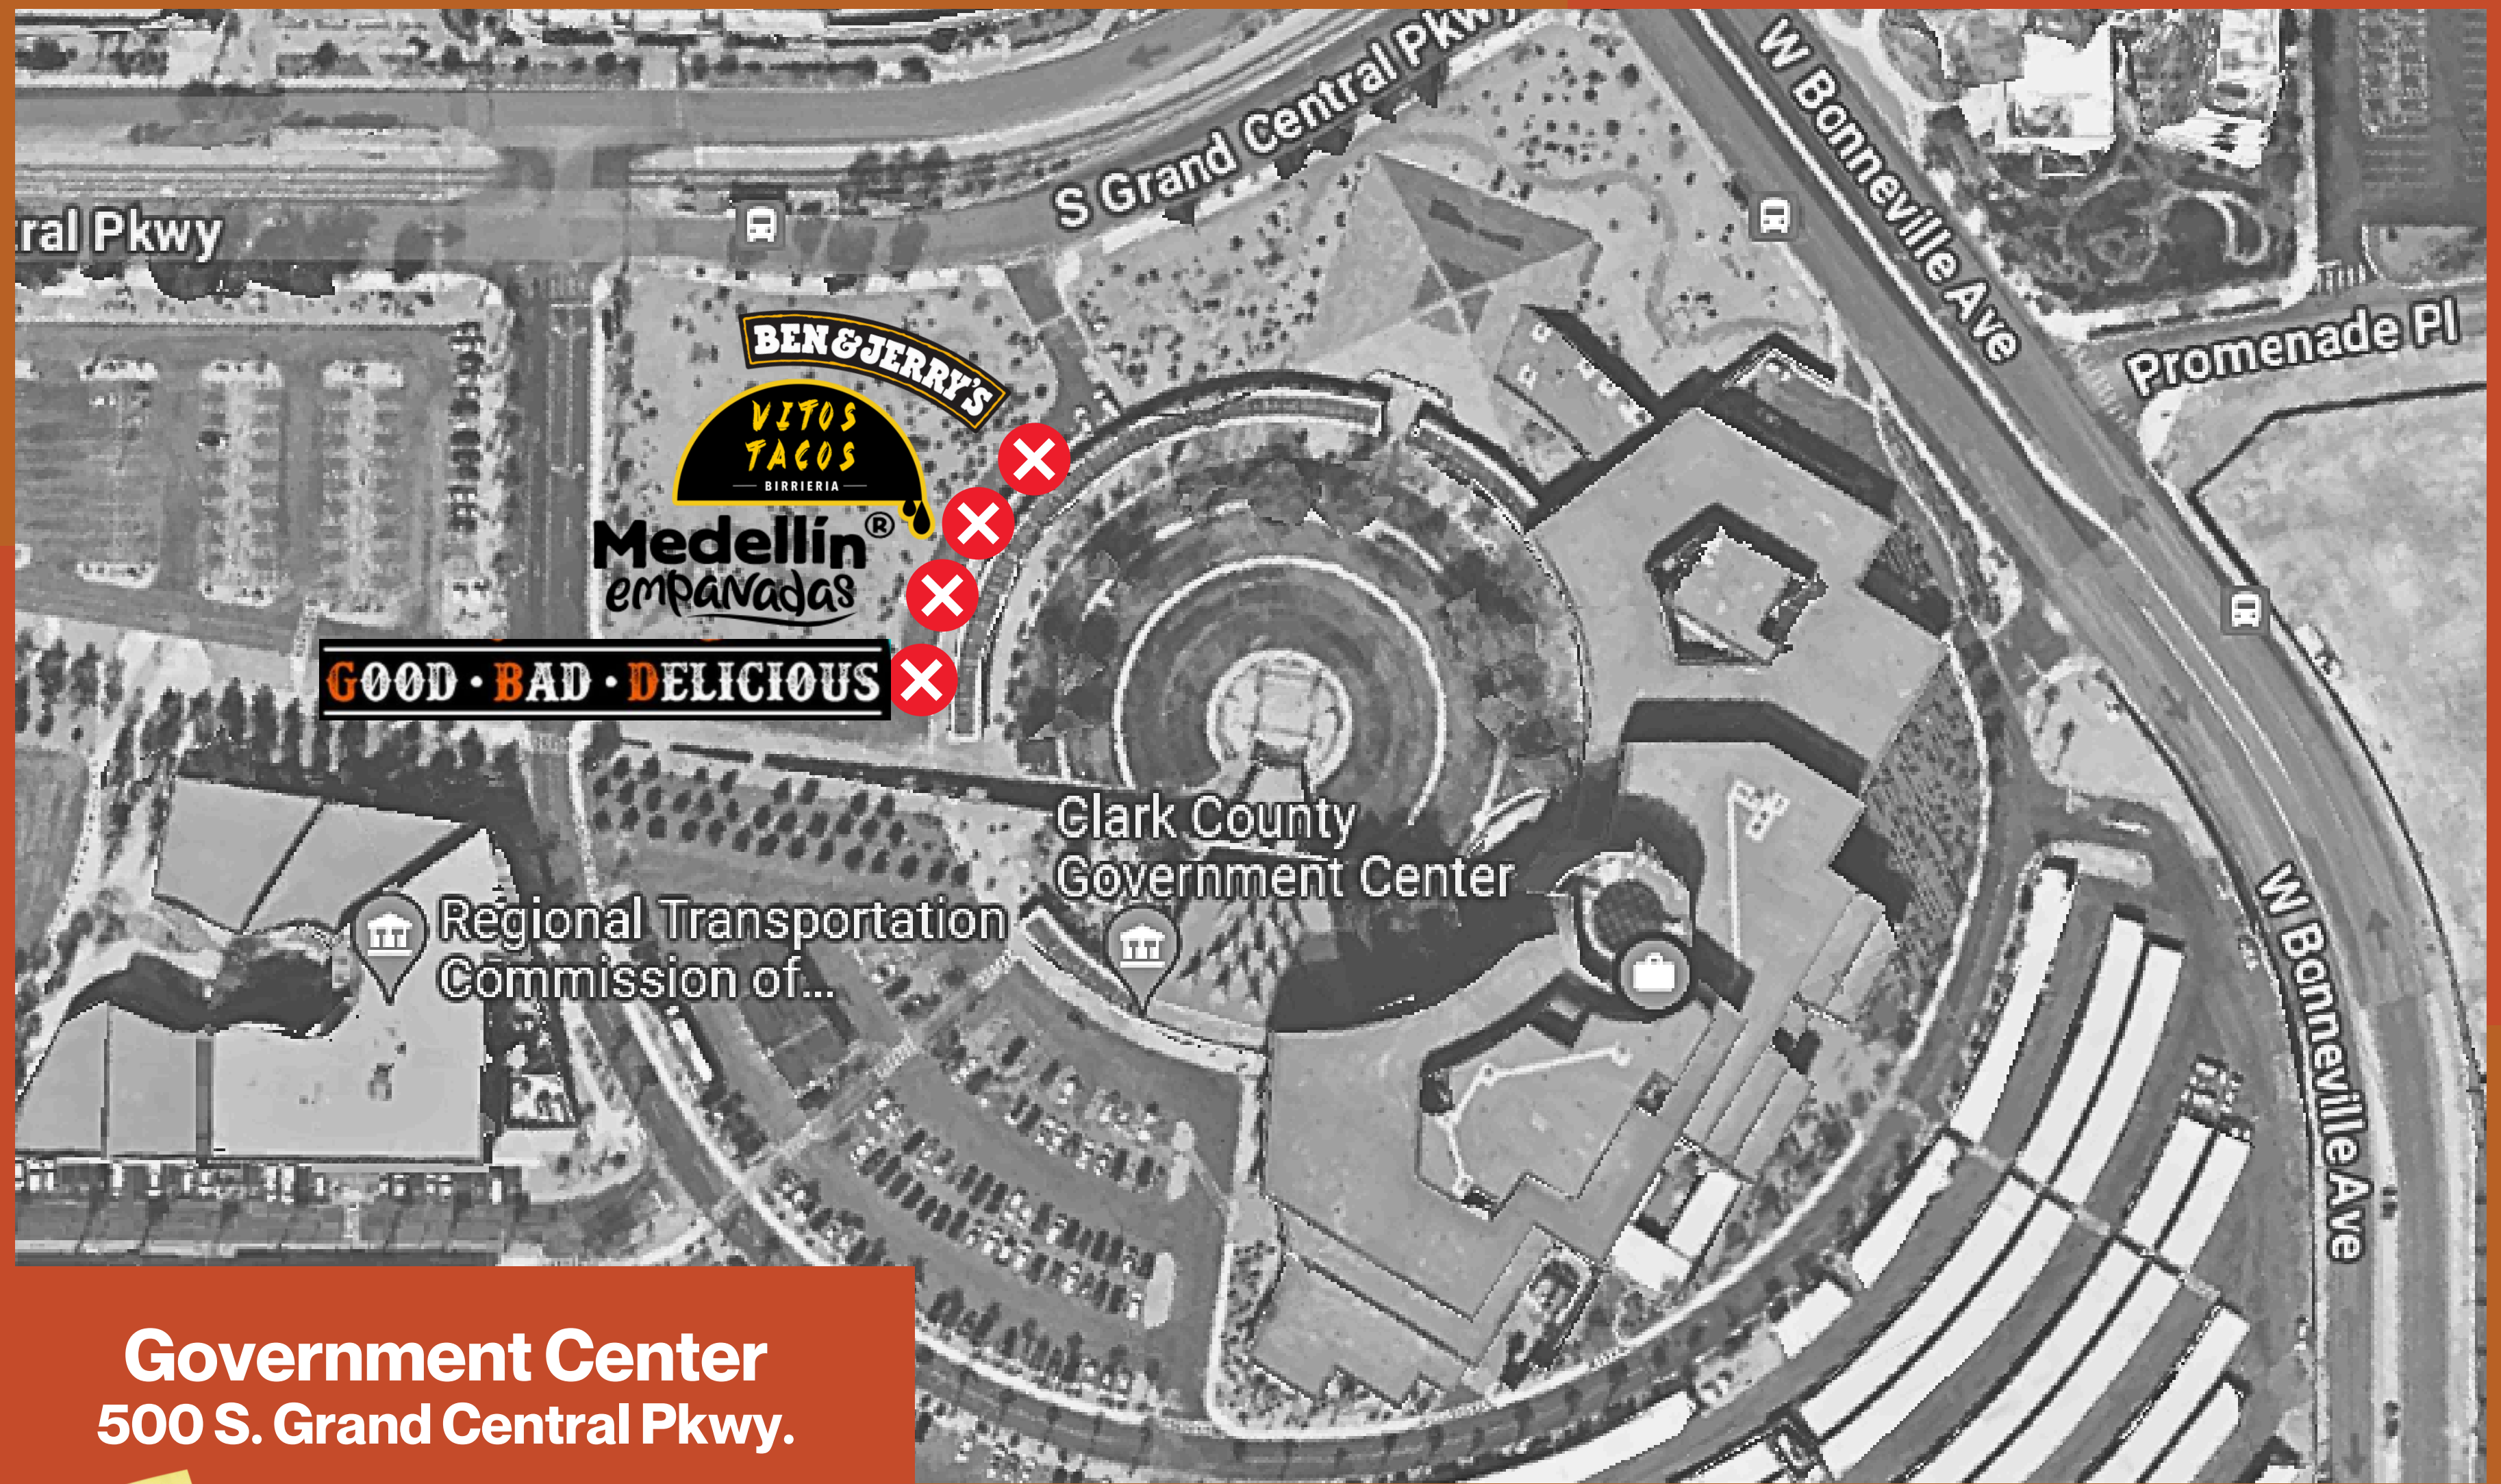 S Grand Central Pkwy
W Bonneville Ave
ral Pkwy
Promenade Pl
BEN & JERRY'S
VITOS
TACOS
BIRRIERIA
Medellín®
empanadas
GOOD · BAD · DELICIOUS
Clark County
Government Center
Regional Transportation
Commission of...
W Bonneville Ave
Government Center
500 S. Grand Central Pkwy.